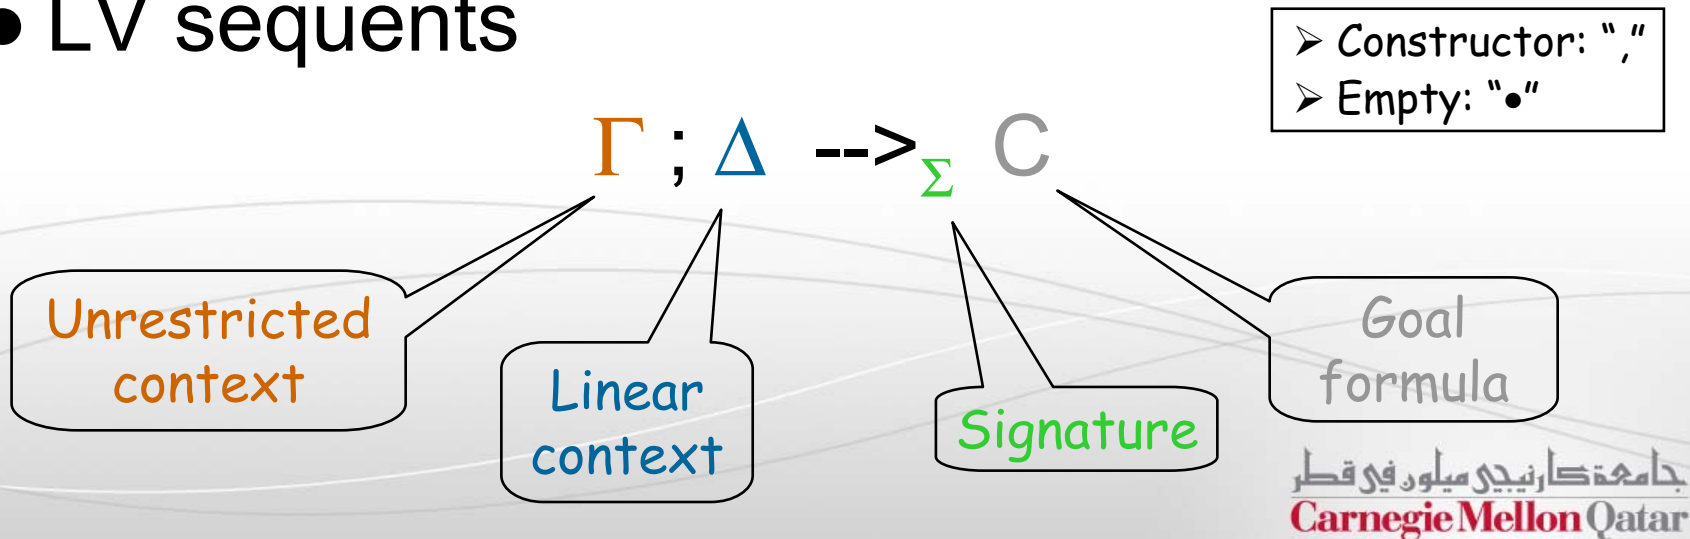 • LV sequents
➢ Constructor: “,”
➢ Empty: “•”
Γ ; Δ -->Σ C
Unrestricted
context
Linear
context
Signature
Goal
formula
جامعة كارنيجي ميلون في قطر
Carnegie Mellon Qatar